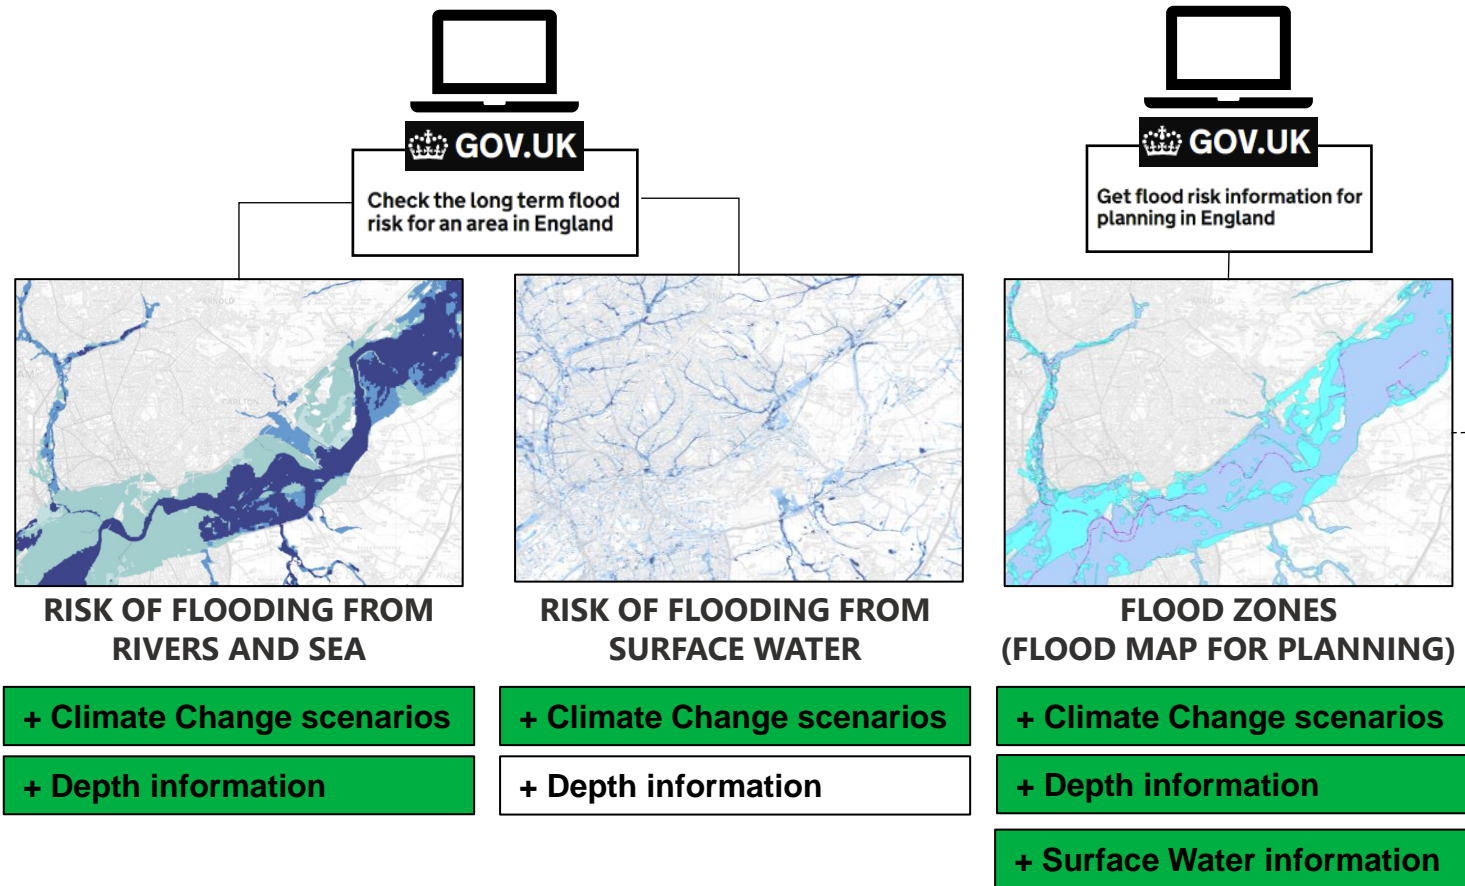 GOV.UK
Check the long term flood
risk for an area in England
GOV.UK
Get flood risk information for
planning in England
ARNOLD
CARLTON
RISK OF FLOODING FROM
RIVERS AND SEA
RISK OF FLOODING FROM
SURFACE WATER
FLOOD ZONES
(FLOOD MAP FOR PLANNING)
+ Climate Change scenarios
+ Climate Change scenarios
+ Climate Change scenarios
+ Depth information
+ Depth information
+ Depth information
+ Surface Water information